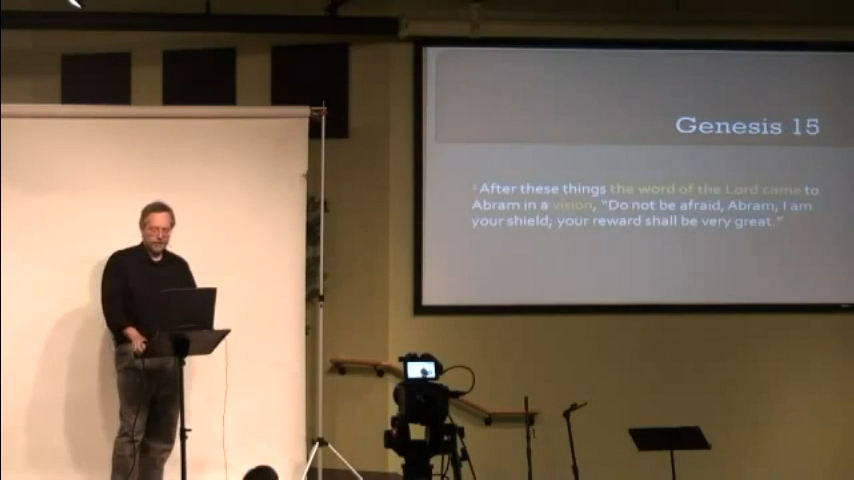 Genesis 15
¹ After these things the word of the Lord came to
Abram in a vision, “Do not be afraid, Abram, I am
your shield; your reward shall be very great.”